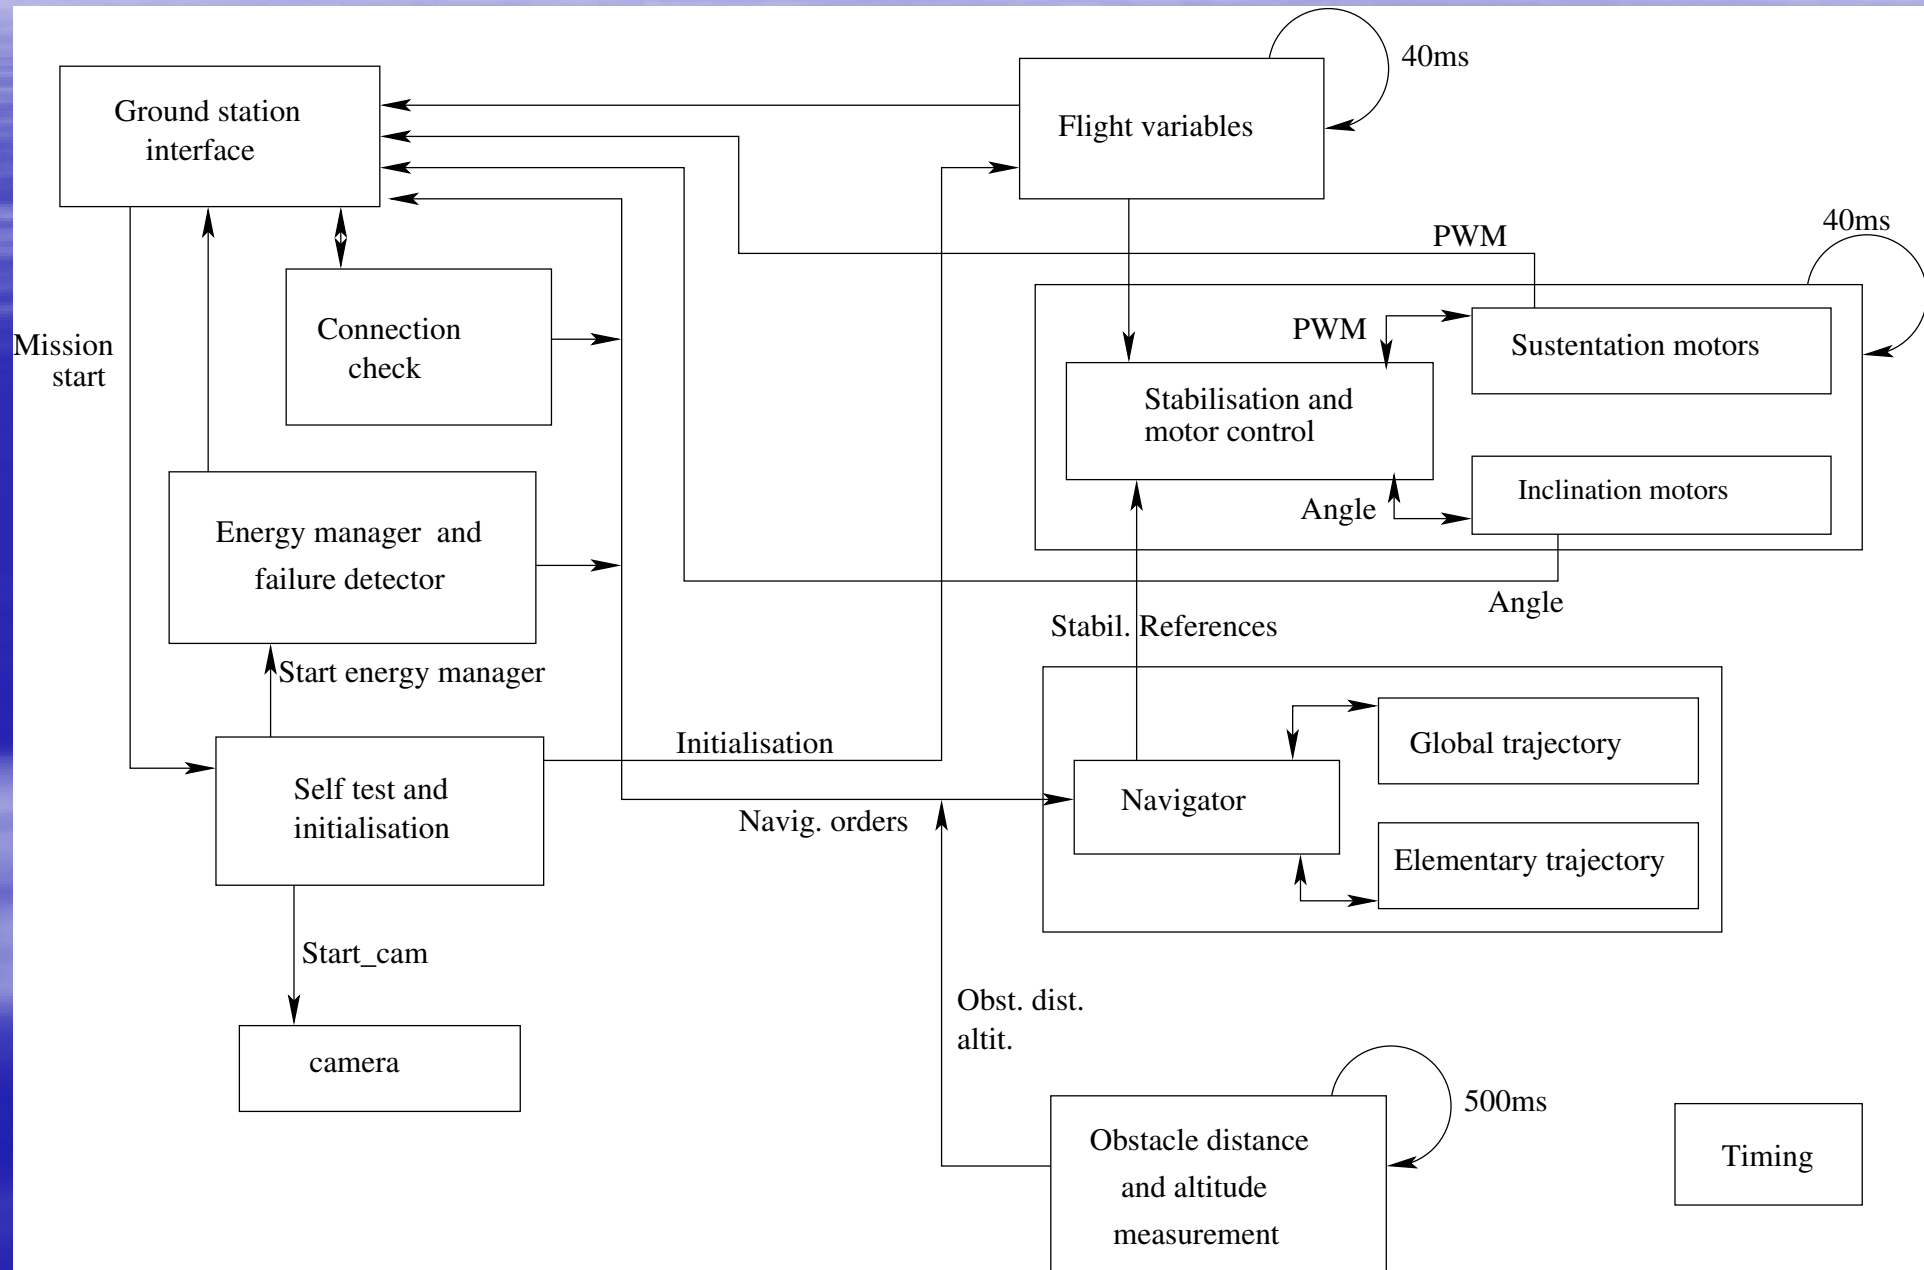 Ground station
interface
Flight variables
40ms
40ms
PWM
PWM
Sustentation motors
Stabilisation and
motor control
Inclination motors
Angle
Angle
Connection
check
Mission
start
Energy manager and
failure detector
Stabil. References
Start energy manager
Initialisation
Self test and
initialisation
Navig. orders
Navigator
Global trajectory
Elementary trajectory
Start_cam
camera
Obst. dist.
altit.
500ms
Obstacle distance
and altitude
measurement
Timing